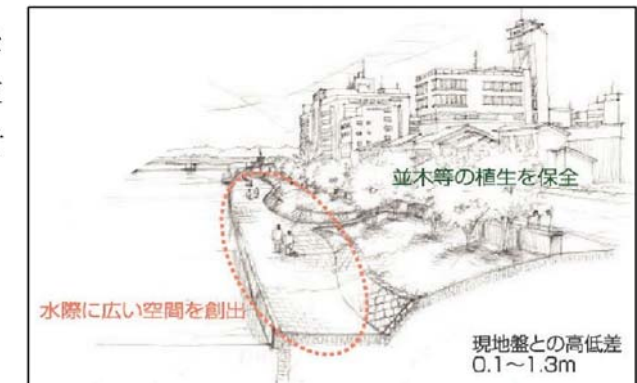 並木等の植生を保全
水際に広い空間を創出
現地盤との高低差
0.1～1.3m